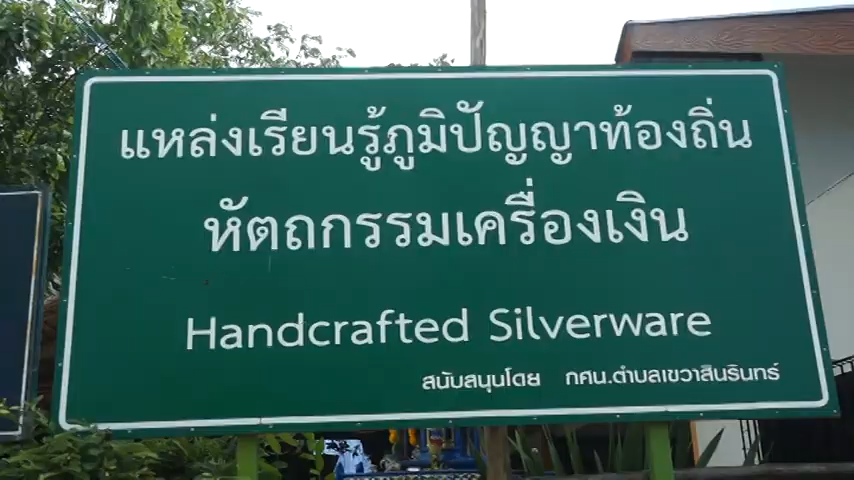 แหล่งเรียนรู้ภูมิปัญญาท้องถิ่น
หัตถกรรมเครื่องเงิน
Handcrafted Silverware
สนับสนุนโดย กศน.ตำบลเขวาสินรินทร์